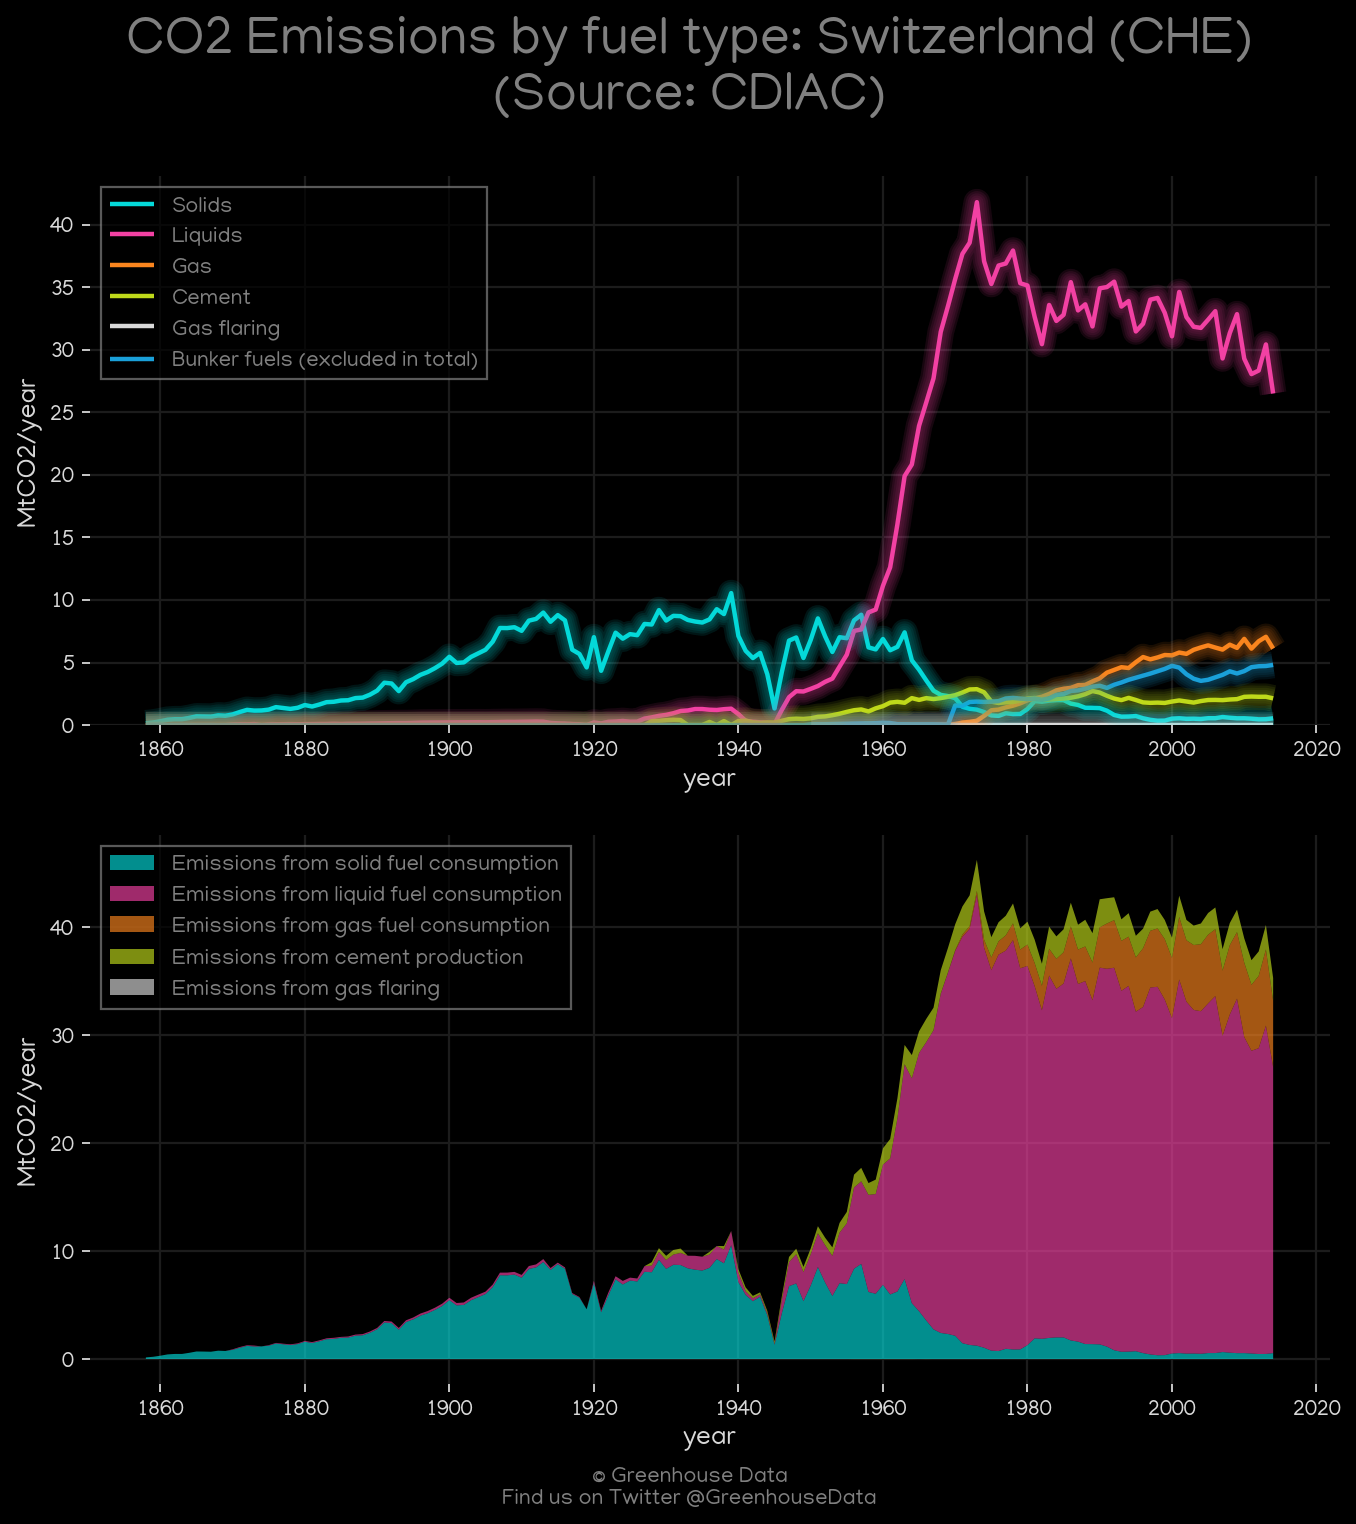 CO2 Emissions by fuel type: Switzerland (CHE)
(Source: CDIAC)
Solids
Liquids
Gas
Cement
Gas flaring
Bunker fuels (excluded in total)
40
35
30
25
20
15
10
5
0
MtCO2/year
1860 1880 1900 1920 1940 1960 1980 2000 2020
year
Emissions from solid fuel consumption
Emissions from liquid fuel consumption
Emissions from gas fuel consumption
Emissions from cement production
Emissions from gas flaring
40
30
20
10
0
MtCO2/year
1860 1880 1900 1920 1940 1960 1980 2000 2020
year
© Greenhouse Data
Find us on Twitter @GreenhouseData